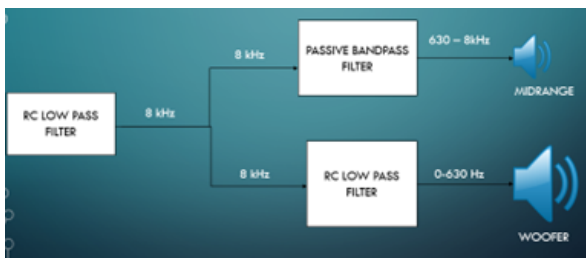 8 kHz
PASSIVE BANDPASS
FILTER
630 – 8kHz
MIDRANGE
RC LOW PASS
FILTER
8 kHz
8 kHz
RC LOW PASS
FILTER
0-630 Hz
WOOFER